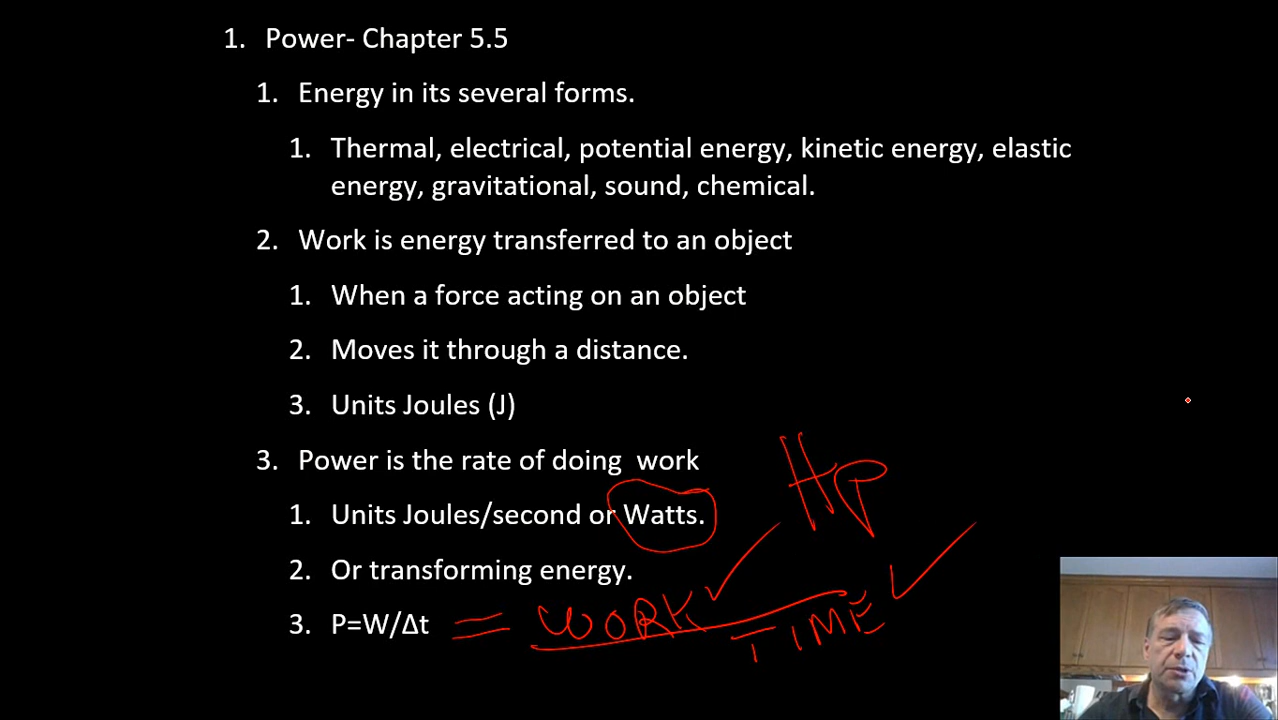 1. Power- Chapter 5.5
1. Energy in its several forms.
1. Thermal, electrical, potential energy, kinetic energy, elastic
energy, gravitational, sound, chemical.
2. Work is energy transferred to an object
1. When a force acting on an object
2. Moves it through a distance.
3. Units Joules (J)
3. Power is the rate of doing work
Hp
1. Units Joules/second or Watts.
2. Or transforming energy.
3. P=W/Δt = WORK
TIME